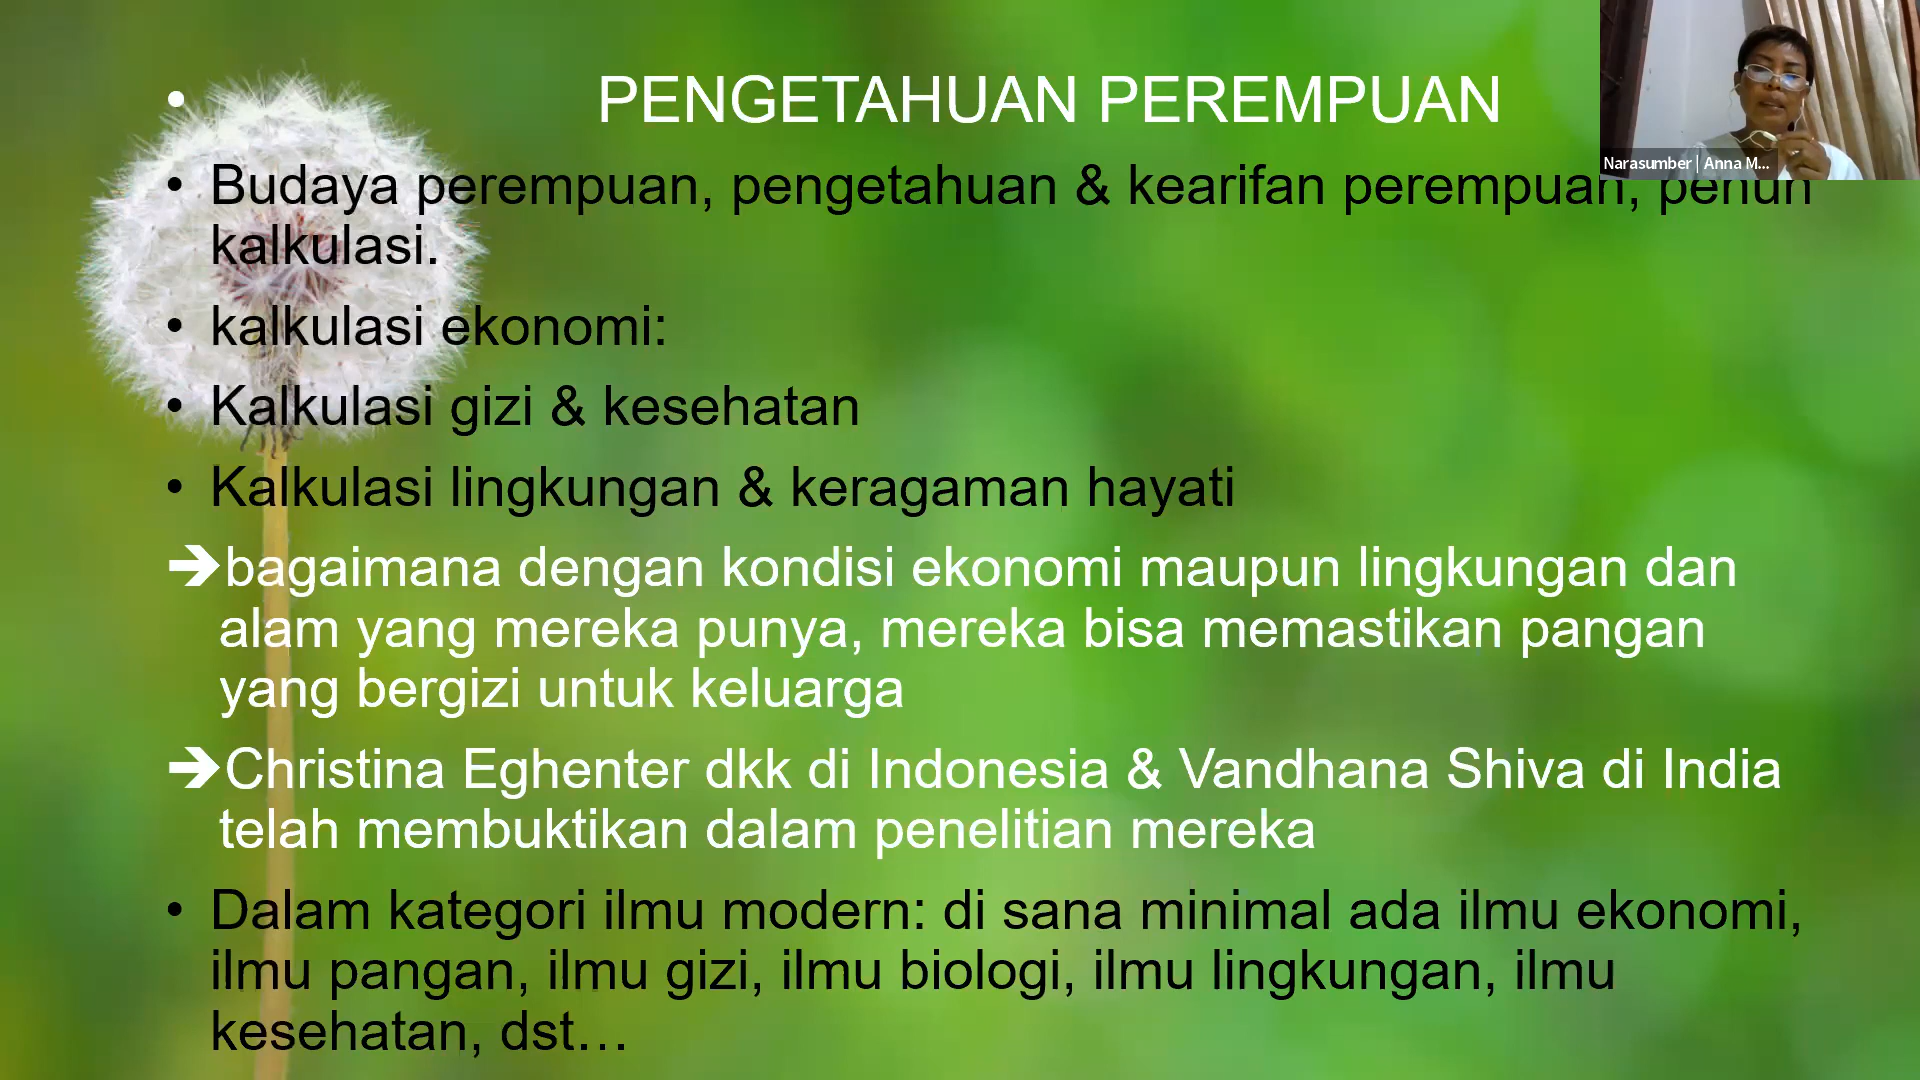 • PENGETAHUAN PEREMPUAN
Narasumber | Anna M...
• Budaya perempuan, pengetahuan & kearifan perempuan, penuh
kalkulasi.
• kalkulasi ekonomi:
• Kalkulasi gizi & kesehatan
• Kalkulasi lingkungan & keragaman hayati
➔bagaimana dengan kondisi ekonomi maupun lingkungan dan
alam yang mereka punya, mereka bisa memastikan pangan
yang bergizi untuk keluarga
➔Christina Eghenter dkk di Indonesia & Vandhana Shiva di India
telah membuktikan dalam penelitian mereka
• Dalam kategori ilmu modern: di sana minimal ada ilmu ekonomi,
ilmu pangan, ilmu gizi, ilmu biologi, ilmu lingkungan, ilmu
kesehatan, dst…